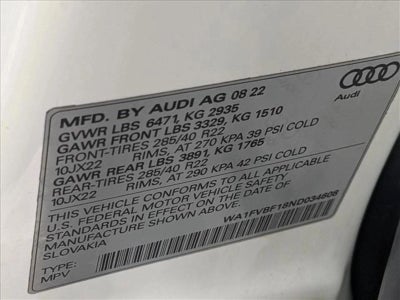 MFD. BY AUDI AG 08 22
GVWR LBS 6471, KG 2935
GAWR FRONT LBS 3329, KG 1510
FRONT-TIRES 285/40 R22
10JX22 RIMS, AT 270 KPA 39 PSI COLD
GAWR REAR LBS 3891, KG 1765
REAR-TIRES 285/40 R22
10JX22 RIMS, AT 290 KPA 42 PSI COLD
THIS VEHICLE CONFORMS TO ALL APPLICABLE
U.S. FEDERAL MOTOR VEHICLE SAFETY
STANDARDS IN EFFECT ON THE DATE OF
MANUFACTURE SHOWN ABOVE.
SLOVAKIA WA1FVBF18ND034608
TYPE:
MPV
Audi